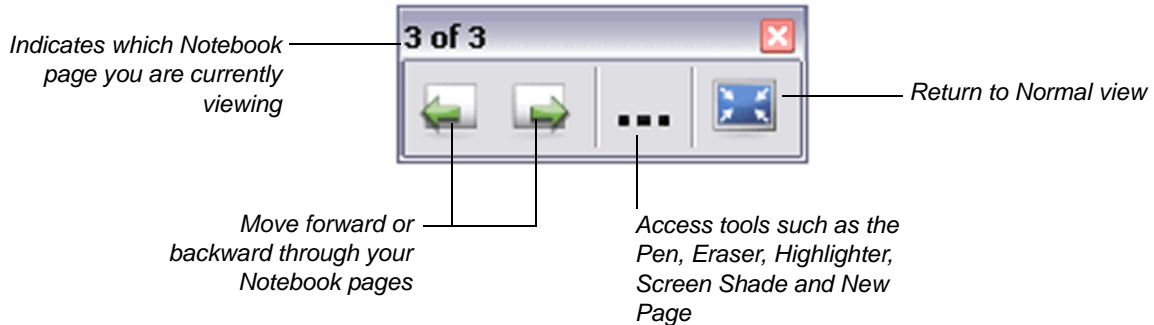 Indicates which Notebook
page you are currently
viewing
3 of 3
Return to Normal view
Move forward or
backward through your
Notebook pages
Access tools such as the
Pen, Eraser, Highlighter,
Screen Shade and New
Page